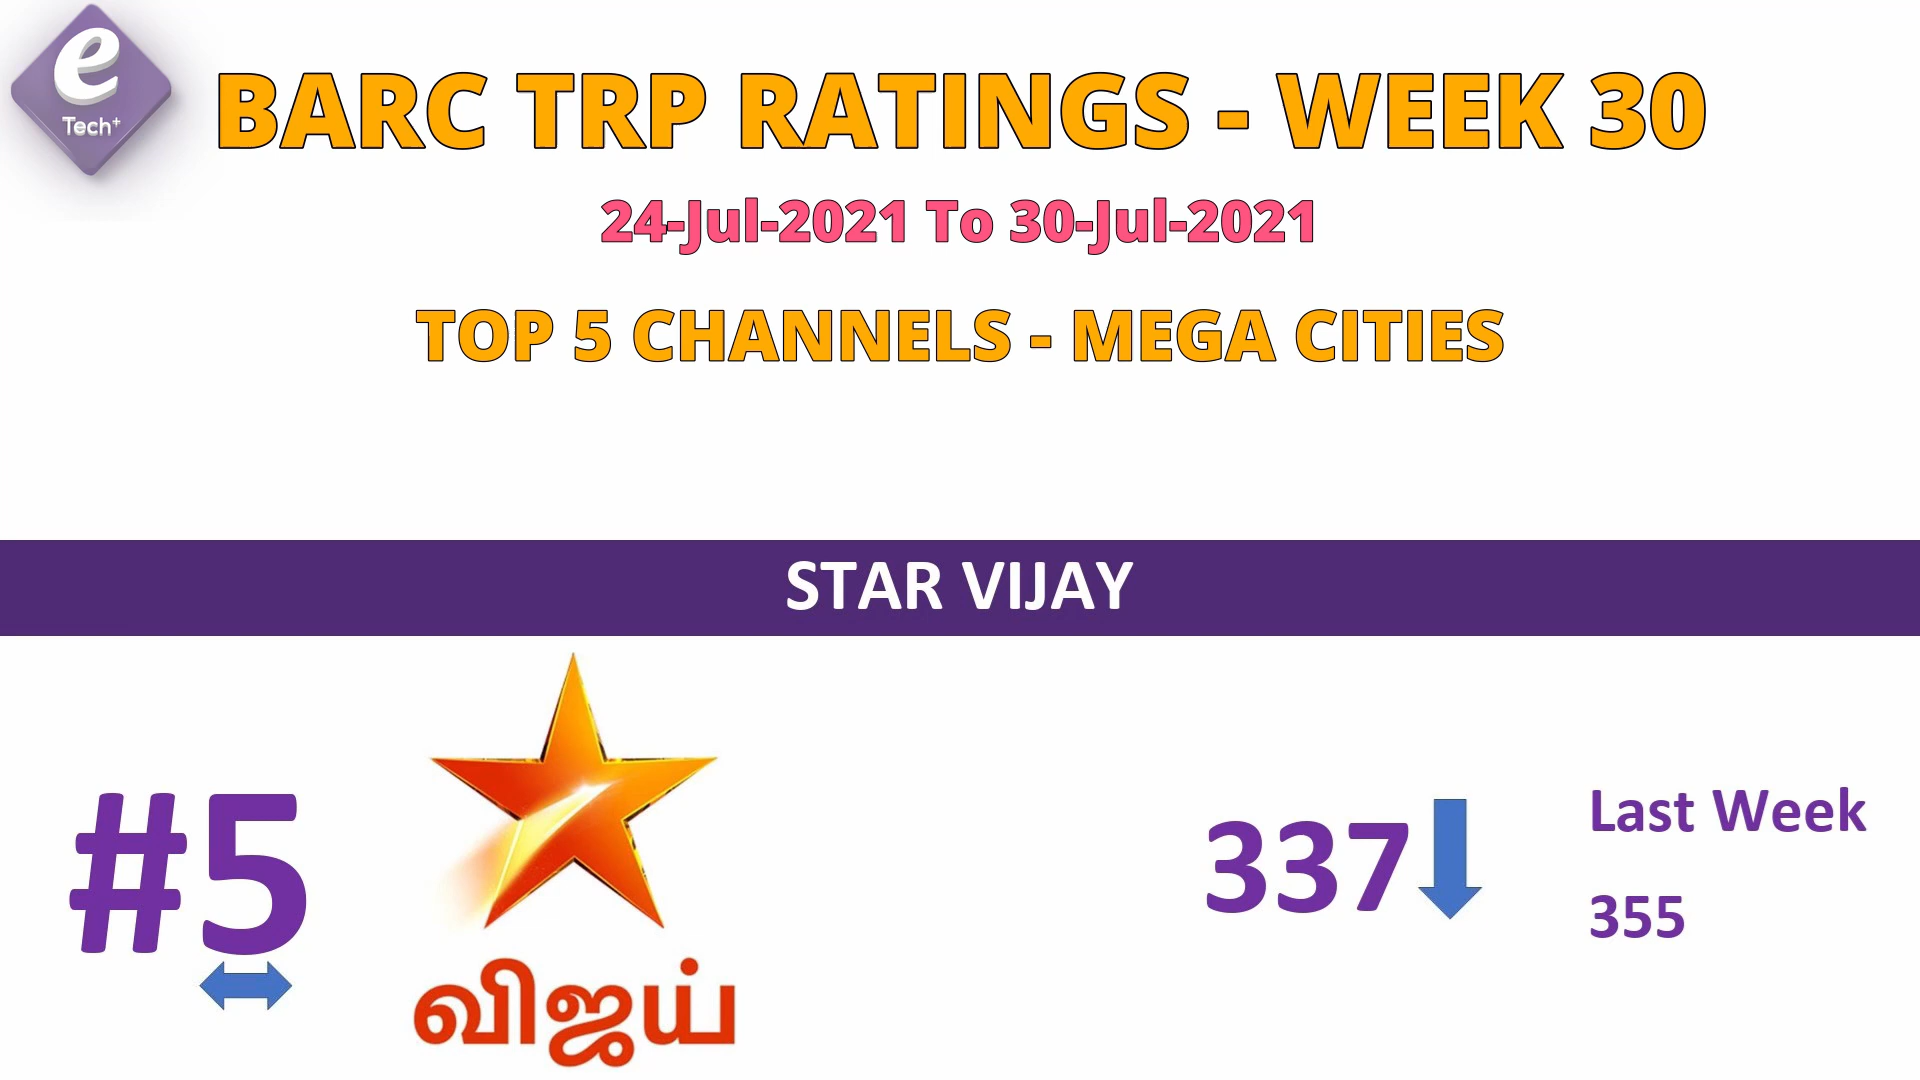 e
Tech+
BARC TRP RATINGS - WEEK 30
24-Jul-2021 To 30-Jul-2021
TOP 5 CHANNELS - MEGA CITIES
STAR VIJAY
#5
விஜய்
337
Last Week
355